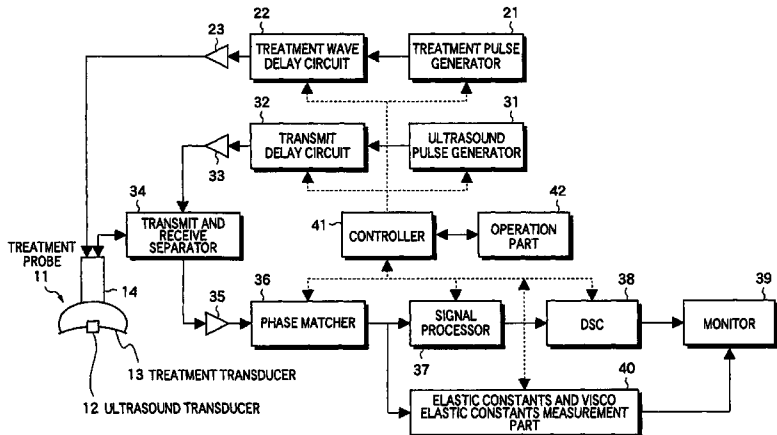 23
22
TREATMENT WAVE
DELAY CIRCUIT
21
TREATMENT PULSE
GENERATOR
32
TRANSMIT
DELAY CIRCUIT
33
31
ULTRASOUND
PULSE GENERATOR
34
TRANSMIT AND
RECEIVE
SEPARATOR
41
CONTROLLER
42
OPERATION
PART
TREATMENT
PROBE
11
14
35
36
PHASE MATCHER
SIGNAL
PROCESSOR
37
38
DSC
39
MONITOR
13 TREATMENT TRANSDUCER
12 ULTRASOUND TRANSDUCER
40
ELASTIC CONSTANTS AND VISCO
ELASTIC CONSTANTS MEASUREMENT
PART